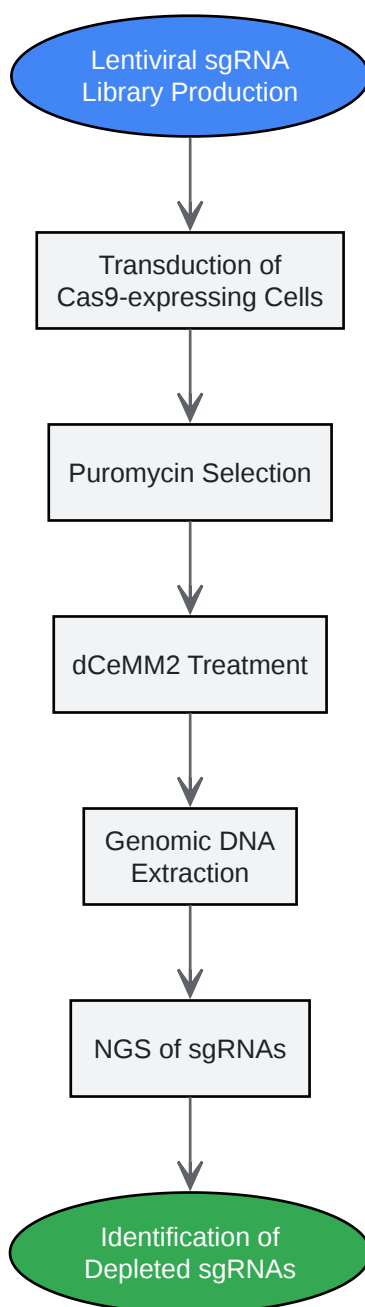 Lentiviral sgRNA
Library Production
Transduction of
Cas9-expressing Cells
Puromycin Selection
dCeMM2 Treatment
Genomic DNA
Extraction
NGS of sgRNAs
Identification of
Depleted sgRNAs